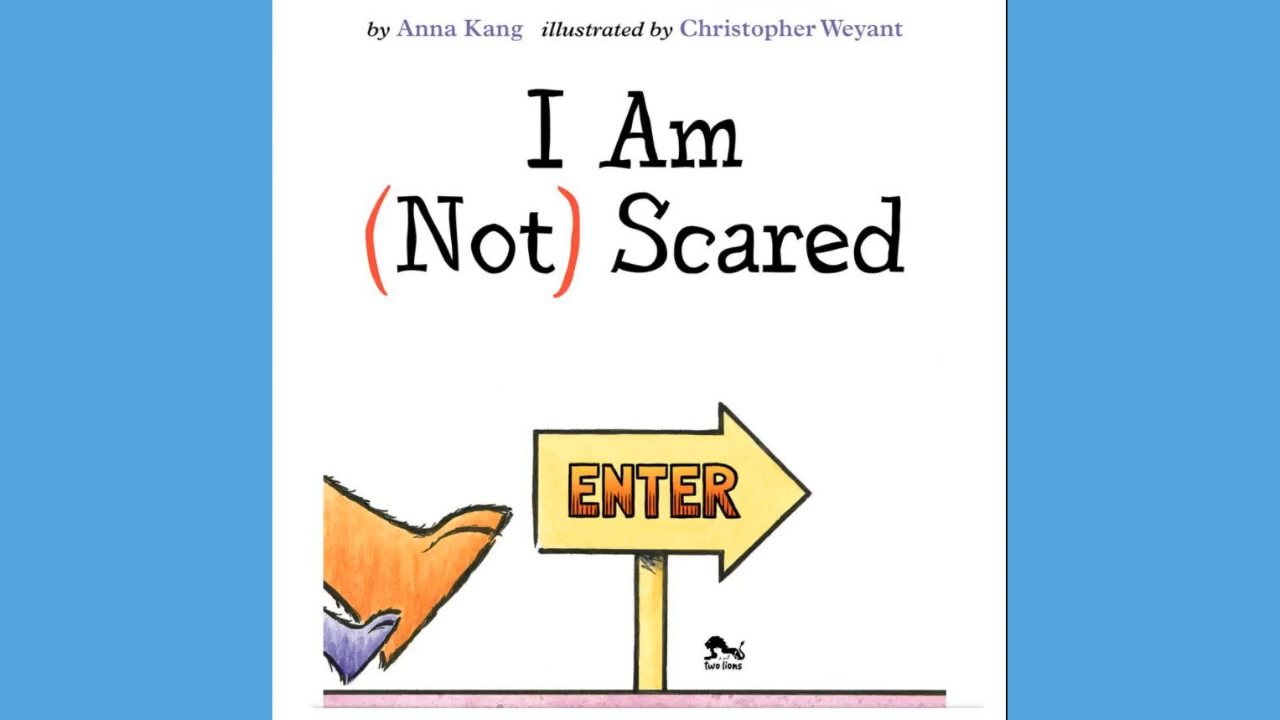 by Anna Kang illustrated by Christopher Weyant
I Am
(Not) Scared
ENTER
two lions